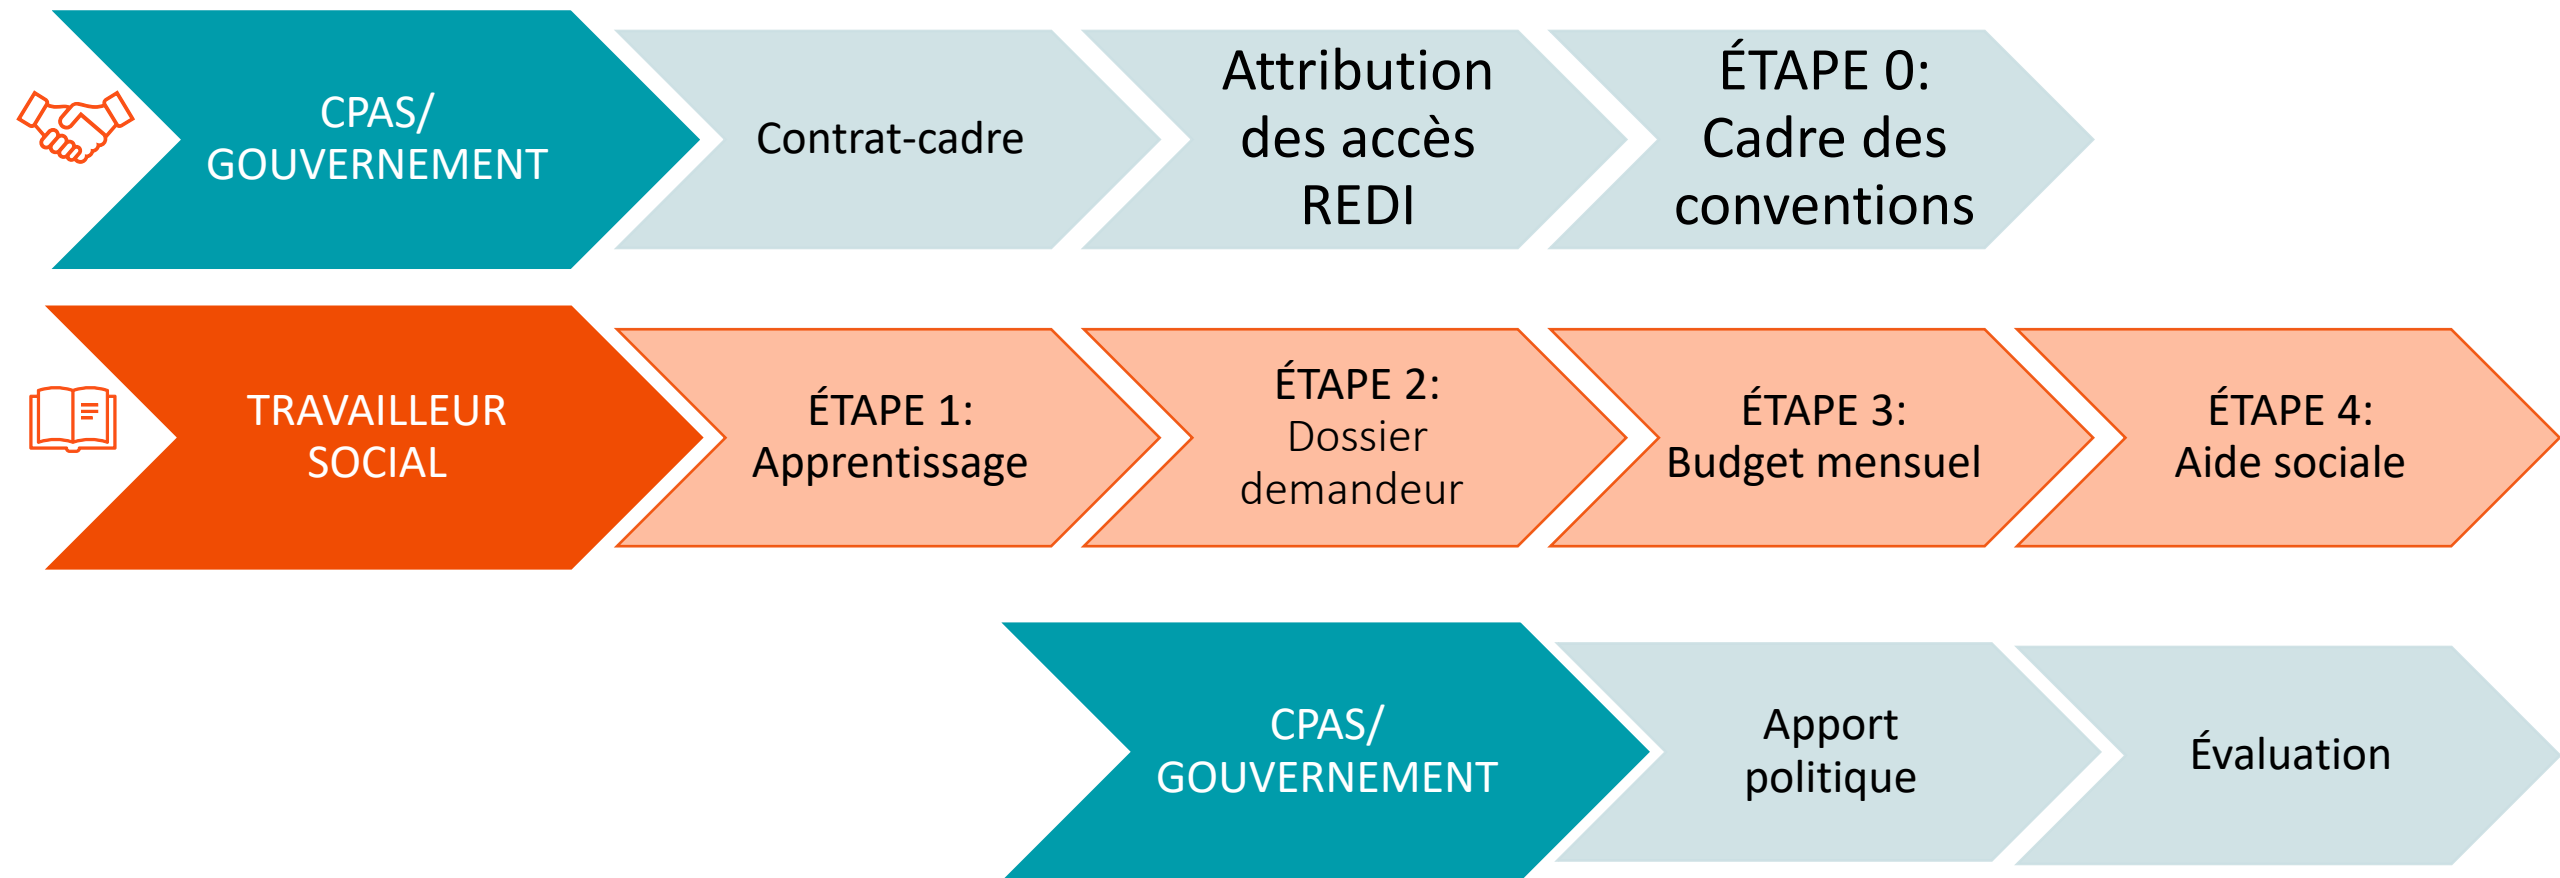 CPAS/
GOUVERNEMENT
Contrat-cadre
Attribution
des accès
REDI
ÉTAPE 0:
Cadre des
conventions
TRAVAILLEUR
SOCIAL
ÉTAPE 1:
Apprentissage
ÉTAPE 2:
Dossier
demandeur
ÉTAPE 3:
Budget mensuel
ÉTAPE 4:
Aide sociale
CPAS/
GOUVERNEMENT
Apport
politique
Évaluation